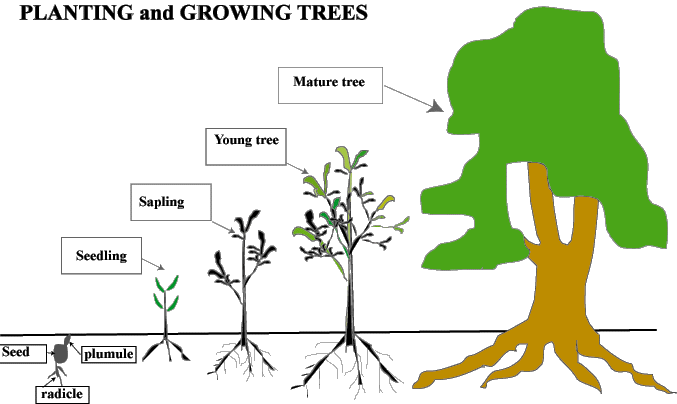 PLANTING and GROWING TREES
Mature tree
Young tree
Sapling
Seedling
Seed
plumule
radicle